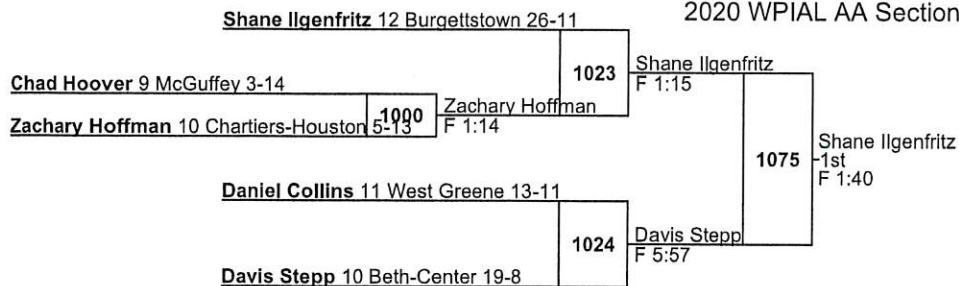 2020 WPIAL AA Section
Shane Ilgenfritz 12 Burgettstown 26-11
1023
Shane Ilgenfritz
F 1:15
Chad Hoover 9 McGuffey 3-14
1000
Zachary Hoffman
F 1:14
Zachary Hoffman 10 Chartiers-Houston 5-13
1075
Shane Ilgenfritz
1st
F 1:40
Daniel Collins 11 West Greene 13-11
1024
Davis Stepp
F 5:57
Davis Stepp 10 Beth-Center 19-8